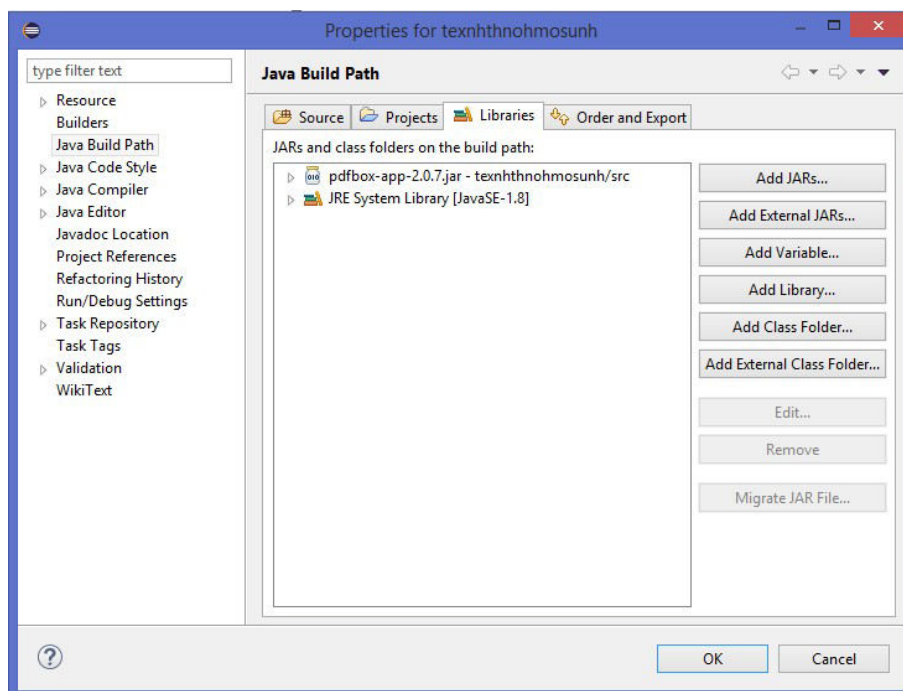 Properties for texnhthnohmosunh
type filter text
Resource
Builders
Java Build Path
Java Code Style
Java Compiler
Java Editor
Javadoc Location
Project References
Refactoring History
Run/Debug Settings
Task Repository
Task Tags
Validation
WikiText
Java Build Path
Source Projects Libraries Order and Export
JARs and class folders on the build path:
pdfbox-app-2.0.7.jar - texnhthnohmosunh/src
JRE System Library [JavaSE-1.8]
Add JARs...
Add External JARs...
Add Variable...
Add Library...
Add Class Folder...
Add External Class Folder...
Edit...
Remove
Migrate JAR File...
OK Cancel